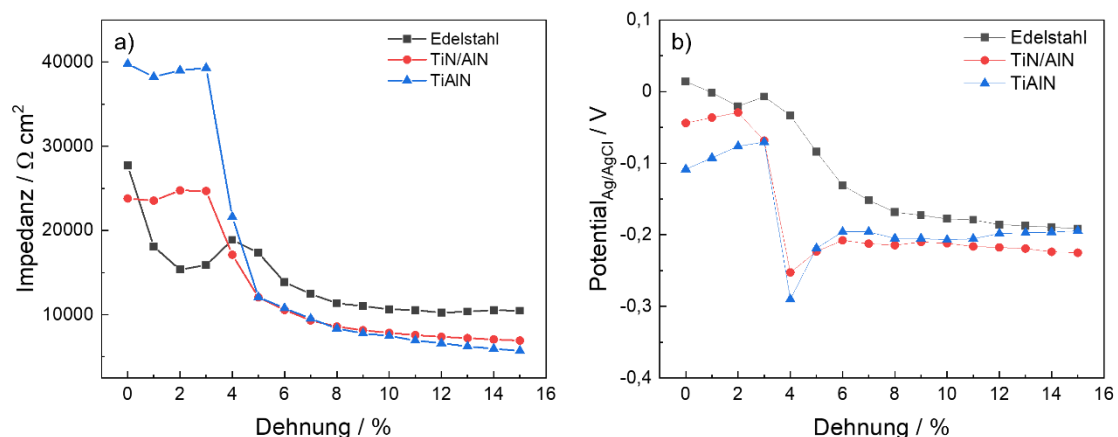 a)
Edelstahl
TiN/AlN
TiAlN
40000
30000
20000
10000
0 2 4 6 8 10 12 14 16
Impedanz / Ω cm²
Dehnung / %
b)
Edelstahl
TiN/AlN
TiAlN
0,1
0
-0,1
-0,2
-0,3
-0,4
0 2 4 6 8 10 12 14 16
Potential Ag/AgCl / V
Dehnung / %